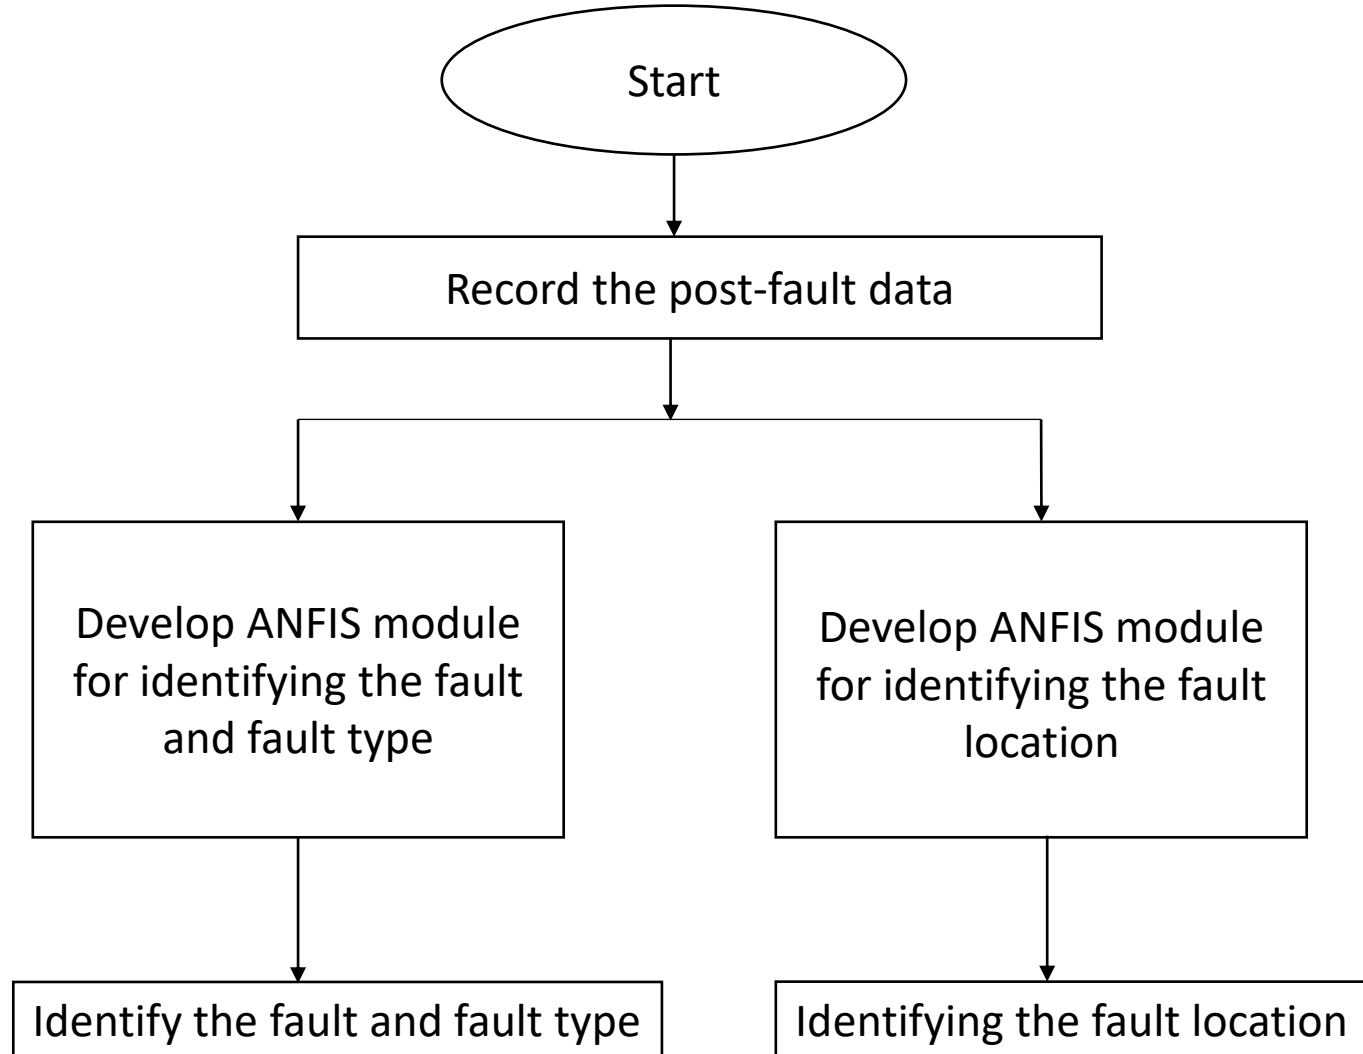 Start
Record the post-fault data
Develop ANFIS module
for identifying the fault
and fault type
Develop ANFIS module
for identifying the fault
location
Identify the fault and fault type
Identifying the fault location